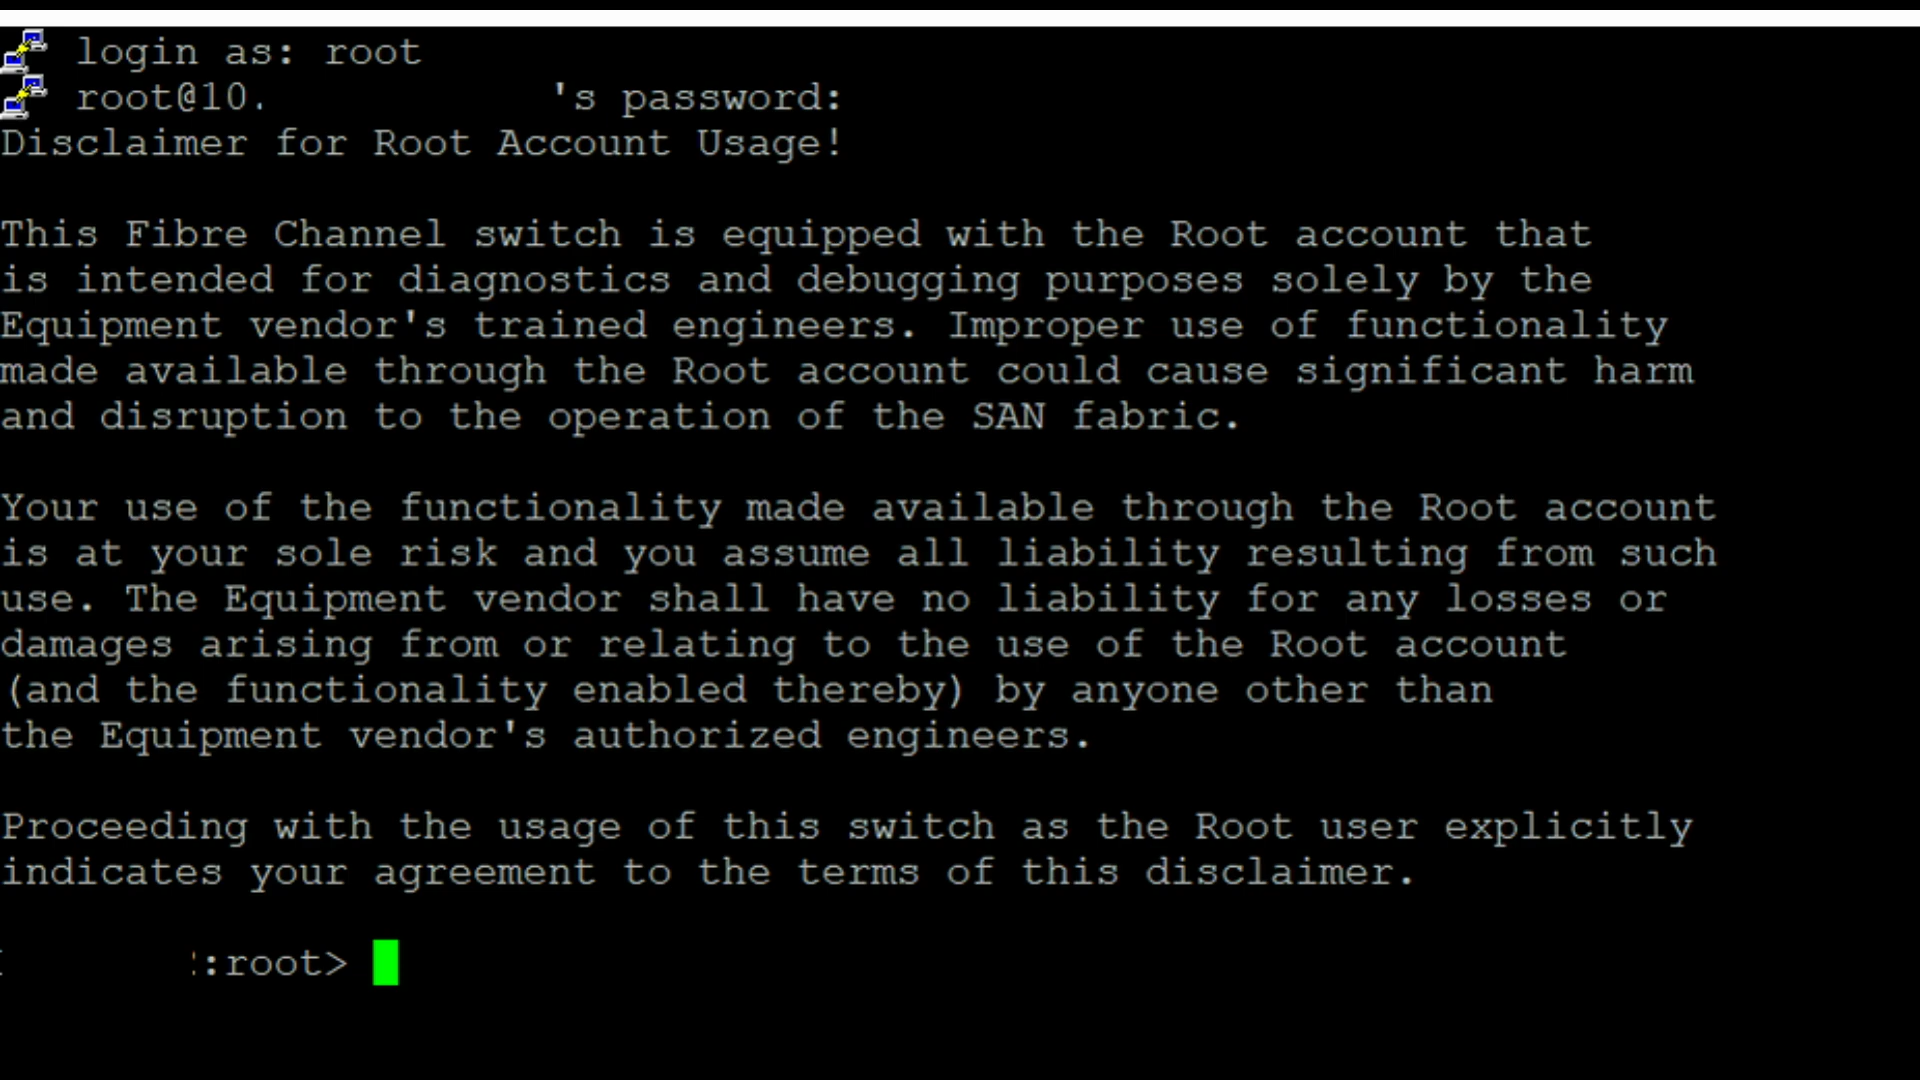 login as: root
root@10. 's password:
Disclaimer for Root Account Usage!
This Fibre Channel switch is equipped with the Root account that
is intended for diagnostics and debugging purposes solely by the
Equipment vendor's trained engineers. Improper use of functionality
made available through the Root account could cause significant harm
and disruption to the operation of the SAN fabric.
Your use of the functionality made available through the Root account
is at your sole risk and you assume all liability resulting from such
use. The Equipment vendor shall have no liability for any losses or
damages arising from or relating to the use of the Root account
(and the functionality enabled thereby) by anyone other than
the Equipment vendor's authorized engineers.
Proceeding with the usage of this switch as the Root user explicitly
indicates your agreement to the terms of this disclaimer.
:root>